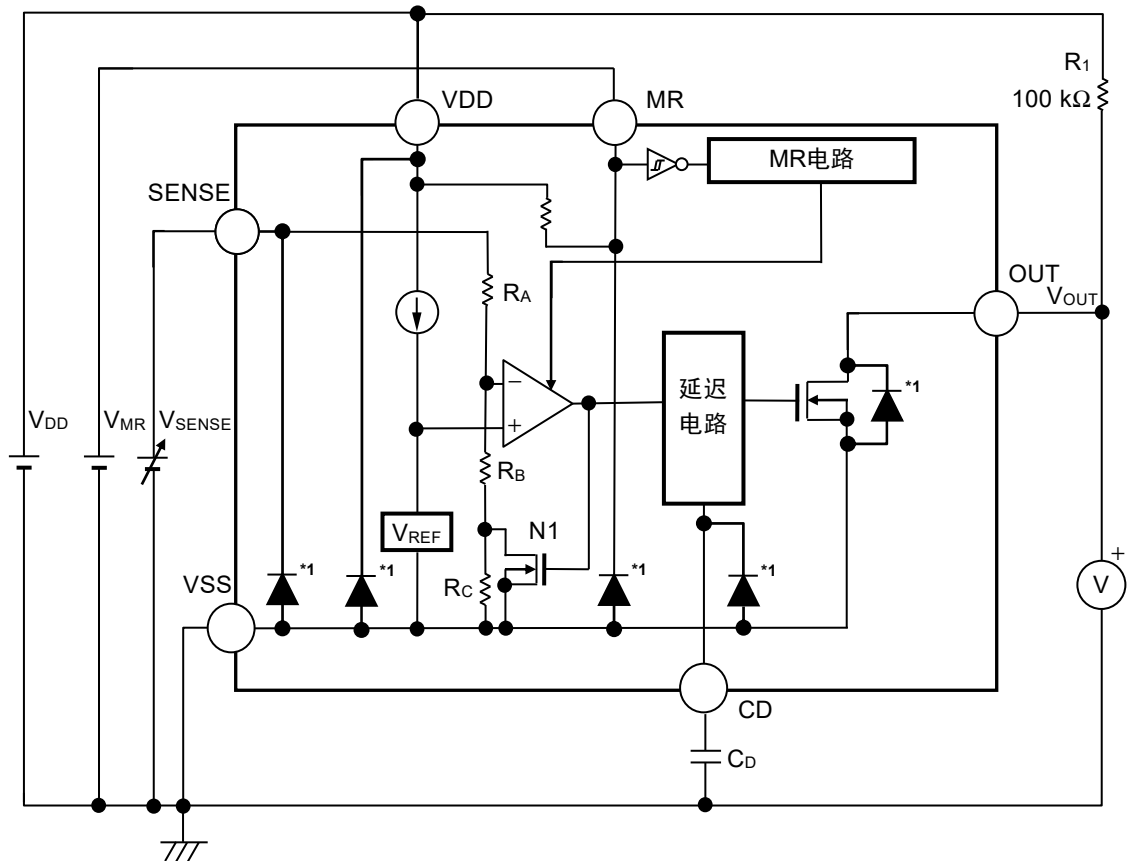 R1
100 kΩ
VDD
MR
MR电路
SENSE
RA
OUT
VOUT
延迟
电路
*1
VDD
VMR
VSENSE
RB
VREF
N1
VSS
RC
*1
*1
*1
*1
+
V
CD
CD